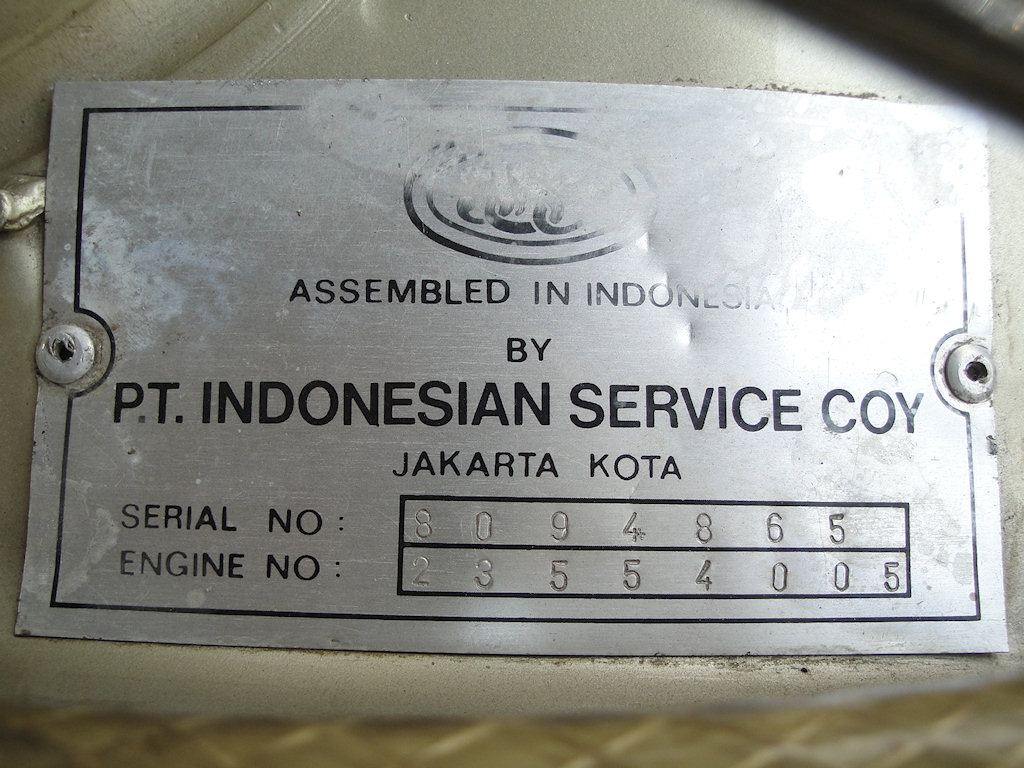 ASSEMBLED IN INDONESIA
BY
P.T. INDONESIAN SERVICE COY
JAKARTA KOTA
SERIAL NO : 8094865
ENGINE NO : 23554005